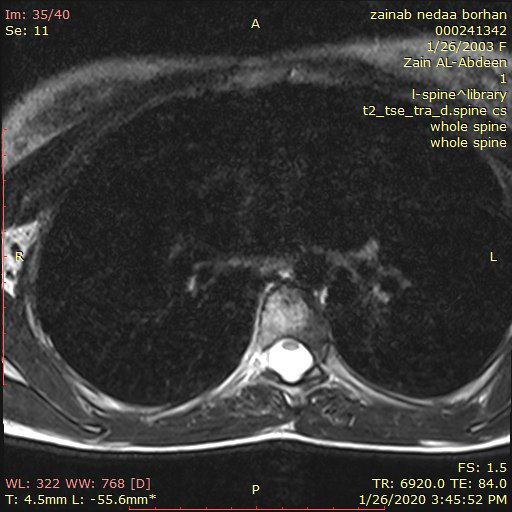 Im: 35/40
Se: 11
A
zainab nedaa borhan
000241342
1/26/2003 F
Zain AL-Abdeen
1
l-spine^library
t2_tse_tra_d.spine cs
whole spine
whole spine
R
L
WL: 322 WW: 768 [D]
T: 4.5mm L: -55.6mm*
P
FS: 1.5
TR: 6920.0 TE: 84.0
1/26/2020 3:45:52 PM